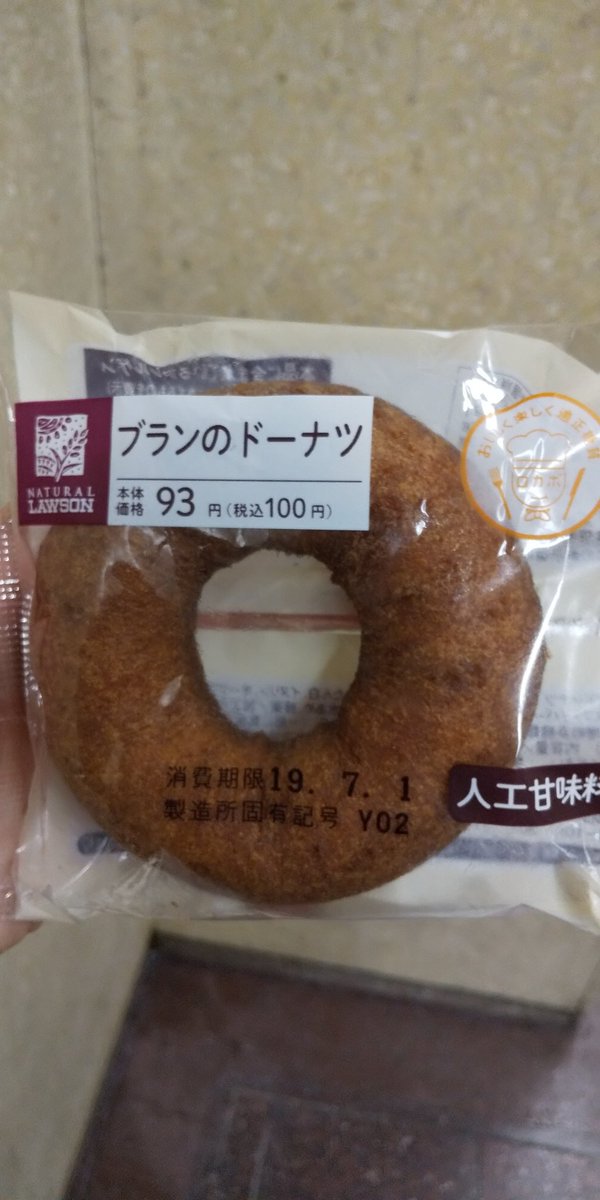 ブランのドーナツ
NATURAL
LAWSON
本体
価格 93 円(税込100円)
おいしく楽しく適正糖質
ロカボ
消費期限19. 7. 1
製造所固有記号 Y02
人工甘味料